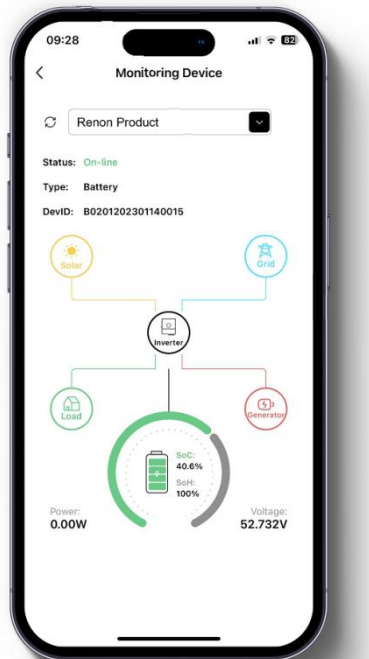 09:28
82
Monitoring Device
Renon Product
Status: On-line
Type: Battery
DevID: B0201202301140015
Solar
Grid
Inverter
Load
Generator
SoC:
40.6%
SoH:
100%
Power:
0.00W
Voltage:
52.732V